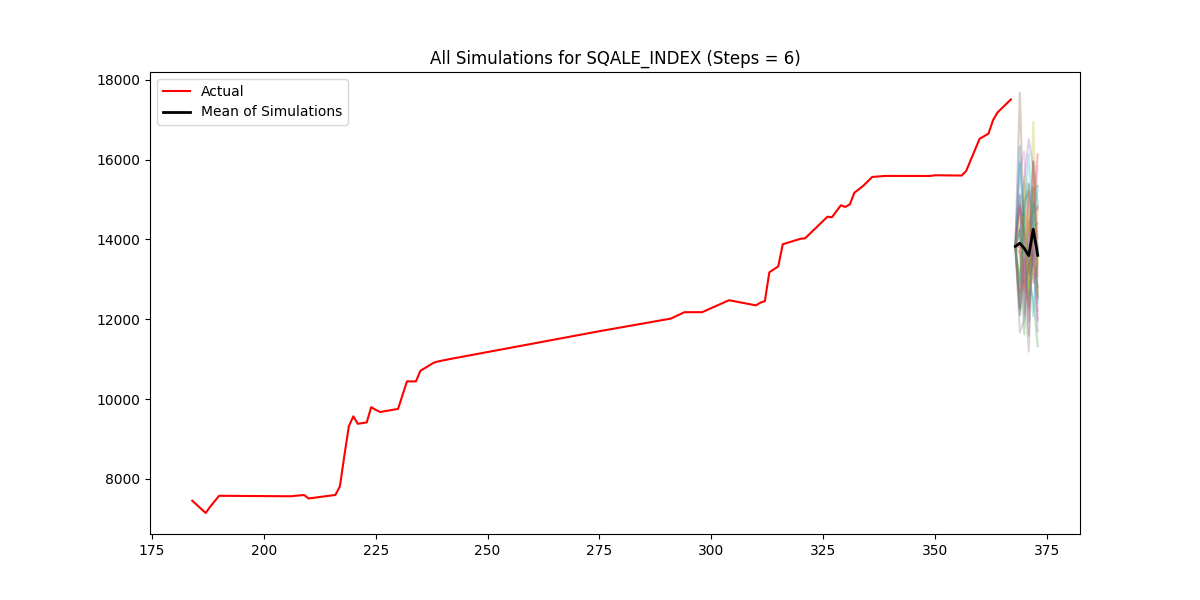 All Simulations for SQALE_INDEX (Steps = 6)
18000
16000
14000
12000
10000
8000
Actual
Mean of Simulations
175 200 225 250 275 300 325 350 375